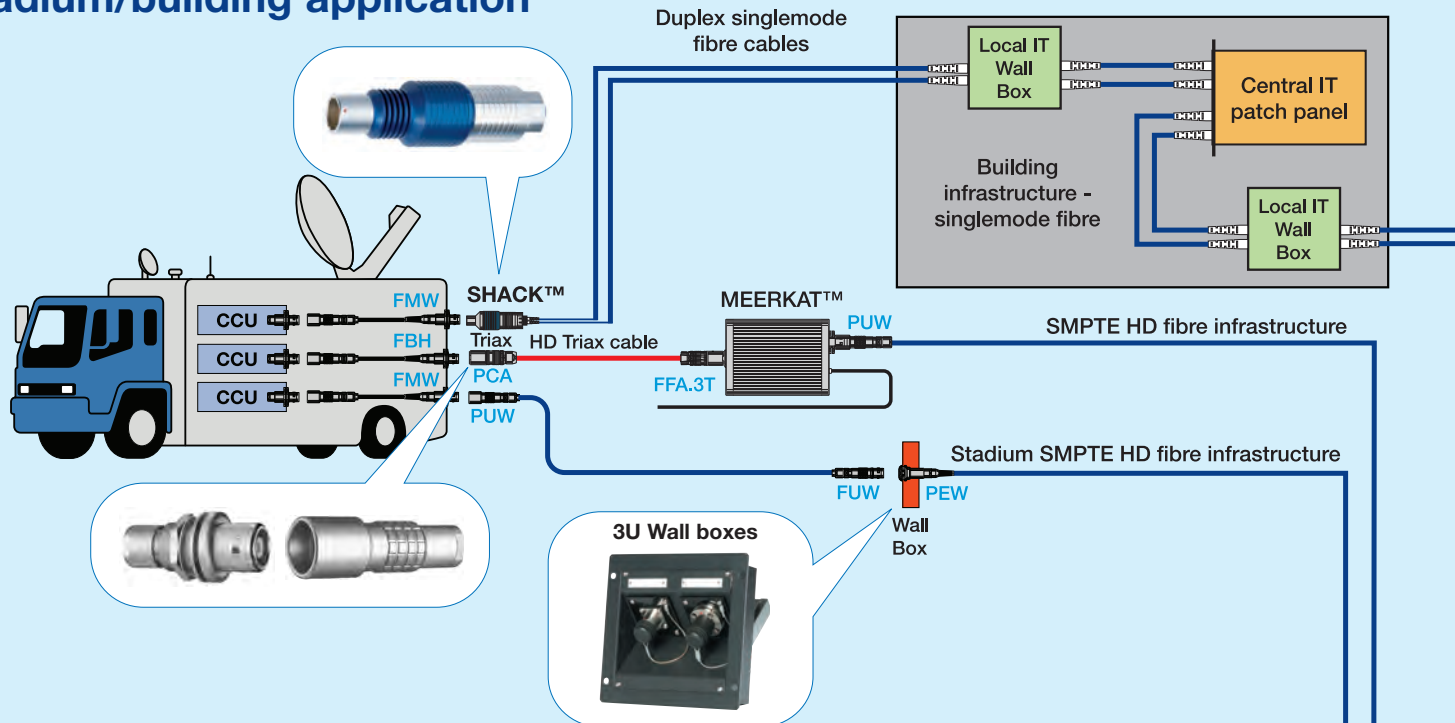 stadium/building application
Duplex singlemode
fibre cables
Local IT
Wall
Box
Central IT
patch panel
Building
infrastructure -
singlemode fibre
Local IT
Wall
Box
CCU
FMW
SHACK™
CCU
FBH
Triax
HD Triax cable
PCA
CCU
FMW
PUW
MEERKAT™
PUW
FFA.3T
SMPTE HD fibre infrastructure
Stadium SMPTE HD fibre infrastructure
FUW
PEW
Wall
Box
3U Wall boxes